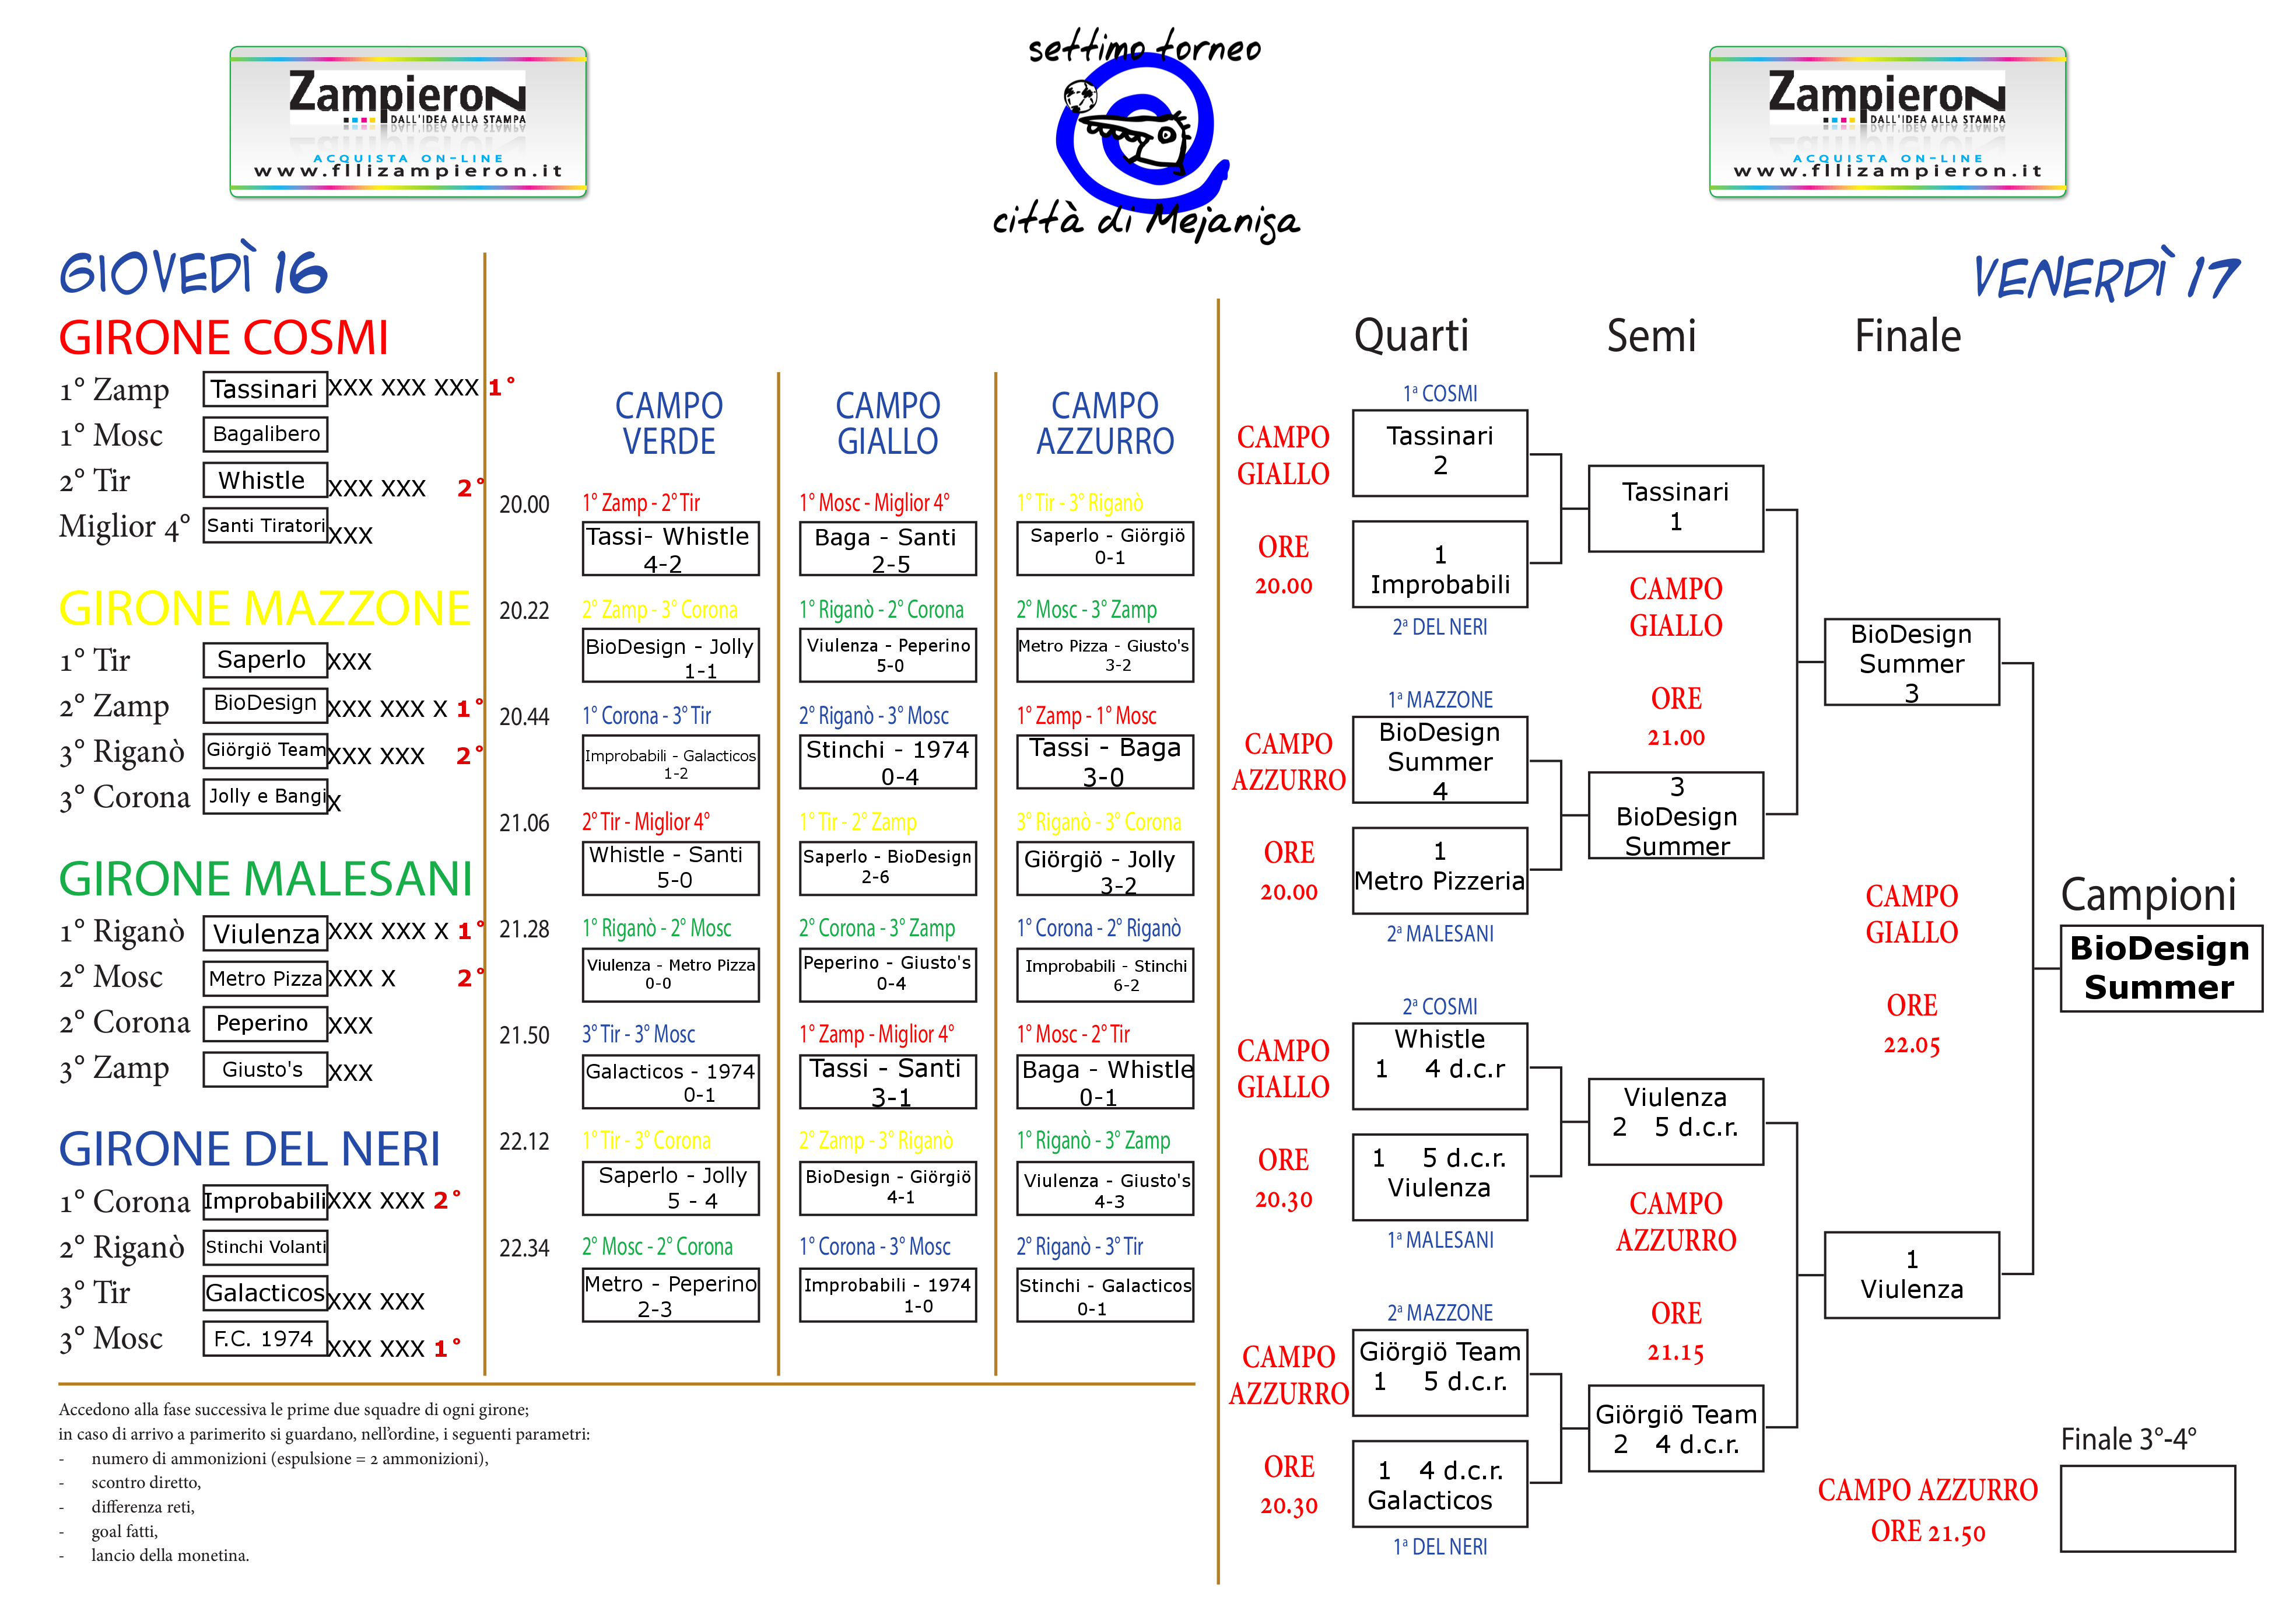 settimo torneo
città di Mejaniga
Zampieron
DALL'IDEA ALLA STAMPA
ACQUISTA ON-LINE
www.fllizampieron.it
Zampieron
DALL'IDEA ALLA STAMPA
ACQUISTA ON-LINE
www.fllizampieron.it
GIOVEDÌ 16
GIRONE COSMI
1° Zamp Tassinari XXX XXX XXX 1°
1° Mosc Bagalibero
2° Tir Whistle XXX XXX 2°
Miglior 4° Santi Tiratori XXX
GIRONE MAZZONE
1° Tir Saperlo XXX
2° Zamp BioDesign XXX XXX X 1°
3° Riganò Giörgiö Team XXX XXX 2°
3° Corona Jolly e Bangi X
GIRONE MALESANI
1° Riganò Viulenza XXX XXX X 1°
2° Mosc Metro Pizza XXX X 2°
2° Corona Peperino XXX
3° Zamp Giusto's XXX
GIRONE DEL NERI
1° Corona Improbabili XXX XXX 2°
2° Riganò Stinchi Volanti
3° Tir Galacticos XXX XXX
3° Mosc F.C. 1974 XXX XXX 1°
CAMPO VERDE
CAMPO GIALLO
CAMPO AZZURRO
20.00
1° Zamp - 2° Tir
Tassi- Whistle
4-2
1° Mosc - Miglior 4°
Baga - Santi
2-5
1° Tir - 3° Riganò
Saperlo - Giörgiö
0-1
20.22
2° Zamp - 3° Corona
BioDesign - Jolly
1-1
1° Riganò - 2° Corona
Viulenza - Peperino
5-0
2° Mosc - 3° Zamp
Metro Pizza - Giusto's
3-2
20.44
1° Corona - 3° Tir
Improbabili - Galacticos
1-2
2° Riganò - 3° Mosc
Stinchi - 1974
0-4
1° Zamp - 1° Mosc
Tassi - Baga
3-0
21.06
2° Tir - Miglior 4°
Whistle - Santi
5-0
1° Tir - 2° Zamp
Saperlo - BioDesign
2-6
3° Riganò - 3° Corona
Giörgiö - Jolly
3-2
21.28
1° Riganò - 2° Mosc
Viulenza - Metro Pizza
0-0
2° Corona - 3° Zamp
Peperino - Giusto's
0-4
1° Corona - 2° Riganò
Improbabili - Stinchi
6-2
21.50
3° Tir - 3° Mosc
Galacticos - 1974
0-1
1° Zamp - Miglior 4°
Tassi - Santi
3-1
1° Mosc - 2° Tir
Baga - Whistle
0-1
22.12
1° Tir - 3° Corona
Saperlo - Jolly
5 - 4
2° Zamp - 3° Riganò
BioDesign - Giörgiö
4-1
1° Riganò - 3° Zamp
Viulenza - Giusto's
4-3
22.34
2° Mosc - 2° Corona
Metro - Peperino
2-3
1° Corona - 3° Mosc
Improbabili - 1974
1-0
2° Riganò - 3° Tir
Stinchi - Galacticos
0-1
Accedono alla fase successiva le prime due squadre di ogni girone;
in caso di arrivo a parimerito si guardano, nell'ordine, i seguenti parametri:
- numero di ammonizioni (espulsione = 2 ammonizioni),
- scontro diretto,
- differenza reti,
- goal fatti,
- lancio della monetina.
VENERDÌ 17
Quarti
Semi
Finale
CAMPO
GIALLO
ORE
20.00
1ª COSMI
Tassinari
2
1
Improbabili
2ª DEL NERI
CAMPO
AZZURRO
ORE
20.00
1ª MAZZONE
BioDesign
Summer
4
1
Metro Pizzeria
2ª MALESANI
CAMPO
GIALLO
ORE
20.30
2ª COSMI
Whistle
1 4 d.c.r
1 5 d.c.r.
Viulenza
1ª MALESANI
CAMPO
AZZURRO
ORE
20.30
2ª MAZZONE
Giörgiö Team
1 5 d.c.r.
1 4 d.c.r.
Galacticos
1ª DEL NERI
Tassinari
1
CAMPO
GIALLO
ORE
21.00
3
BioDesign
Summer
Viulenza
2 5 d.c.r.
CAMPO
AZZURRO
ORE
21.15
Giörgiö Team
2 4 d.c.r.
BioDesign
Summer
3
CAMPO
GIALLO
ORE
22.05
1
Viulenza
Campioni
BioDesign
Summer
Finale 3°-4°
CAMPO AZZURRO
ORE 21.50